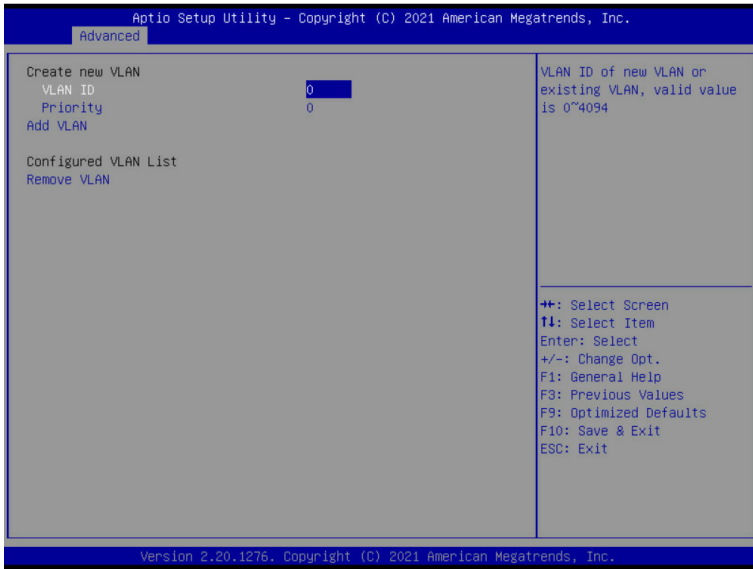 Aptio Setup Utility – Copyright (C) 2021 American Megatrends, Inc.
Advanced
Create new VLAN
VLAN ID 0
Priority 0
Add VLAN
Configured VLAN List
Remove VLAN
VLAN ID of new VLAN or
existing VLAN, valid value
is 0~4094
→←: Select Screen
↑↓: Select Item
Enter: Select
+/-: Change Opt.
F1: General Help
F3: Previous Values
F9: Optimized Defaults
F10: Save & Exit
ESC: Exit
Version 2.20.1276. Copyright (C) 2021 American Megatrends, Inc.